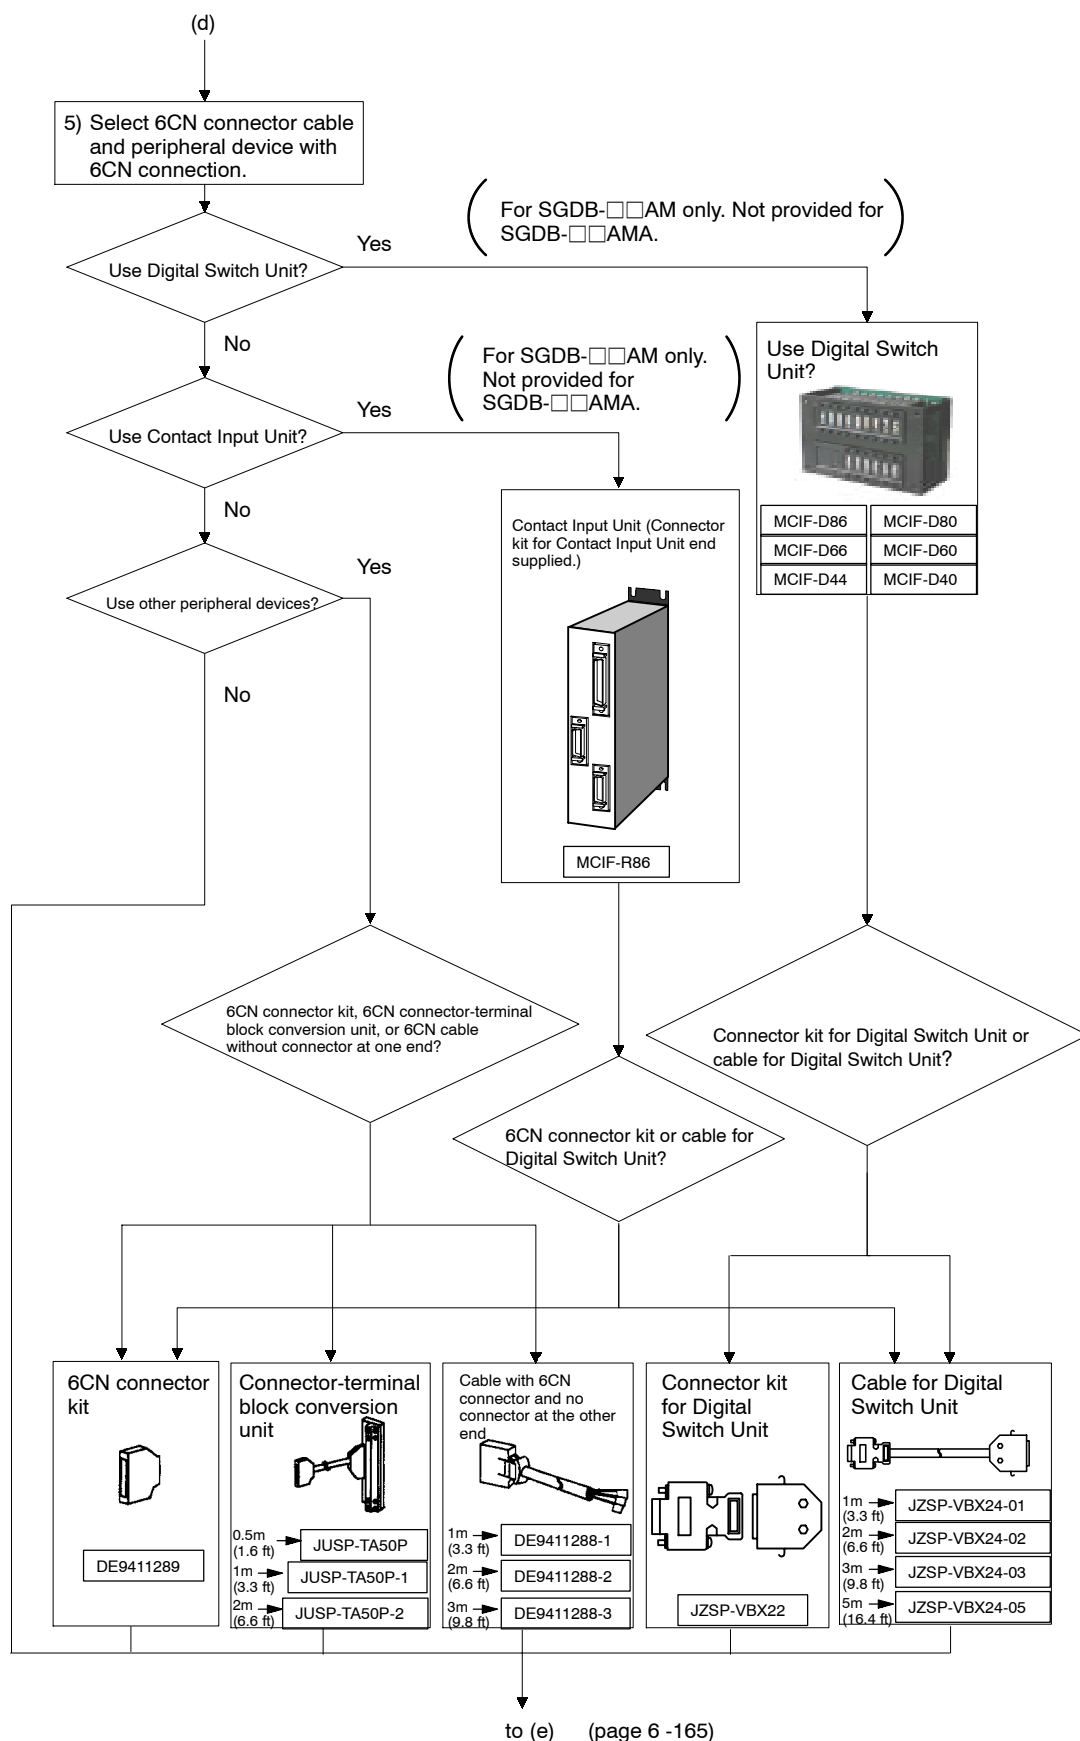 (d)
5) Select 6CN connector cable
and peripheral device with
6CN connection.
For SGDB-□□AM only. Not provided for
SGDB-□□AMA.
Yes
Use Digital Switch Unit?
No
For SGDB-□□AM only.
Not provided for
SGDB-□□AMA.
Use Digital Switch
Unit?
Yes
Use Contact Input Unit?
No
MCIF-D86 MCIF-D80
MCIF-D66 MCIF-D60
MCIF-D44 MCIF-D40
Contact Input Unit (Connector
kit for Contact Input Unit end
supplied.)
Yes
Use other peripheral devices?
No
MCIF-R86
6CN connector kit, 6CN connector-terminal
block conversion unit, or 6CN cable
without connector at one end?
Connector kit for Digital Switch Unit or
cable for Digital Switch Unit?
6CN connector kit or cable for
Digital Switch Unit?
6CN connector
kit
DE9411289
Connector-terminal
block conversion
unit
0.5m
(1.6 ft)
JUSP-TA50P
1m
(3.3 ft)
JUSP-TA50P-1
2m
(6.6 ft)
JUSP-TA50P-2
Cable with 6CN
connector and no
connector at the other
end
1m
(3.3 ft)
DE9411288-1
2m
(6.6 ft)
DE9411288-2
3m
(9.8 ft)
DE9411288-3
Connector kit
for Digital
Switch Unit
JZSP-VBX22
Cable for Digital
Switch Unit
1m
(3.3 ft)
JZSP-VBX24-01
2m
(6.6 ft)
JZSP-VBX24-02
3m
(9.8 ft)
JZSP-VBX24-03
5m
(16.4 ft)
JZSP-VBX24-05
to (e) (page 6 -165)